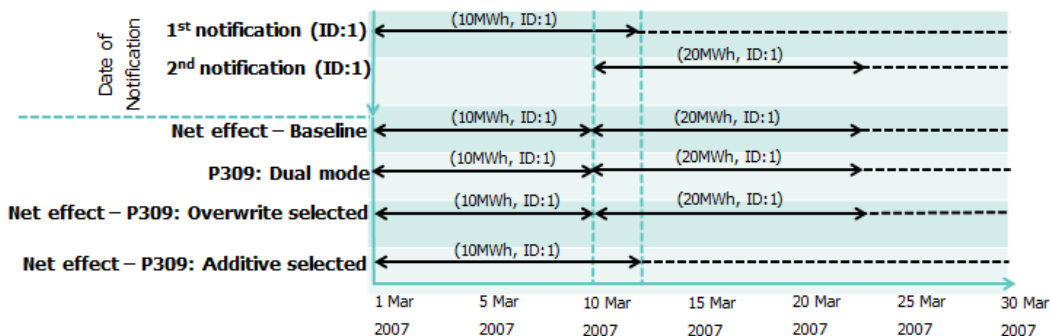 Date of
Notification
1st notification (ID:1)
(10MWh, ID:1)
2nd notification (ID:1)
(20MWh, ID:1)
Net effect – Baseline
(10MWh, ID:1)
(20MWh, ID:1)
P309: Dual mode
(10MWh, ID:1)
(20MWh, ID:1)
Net effect – P309: Overwrite selected
(10MWh, ID:1)
(20MWh, ID:1)
Net effect – P309: Additive selected
(10MWh, ID:1)
1 Mar
2007
5 Mar
2007
10 Mar
2007
15 Mar
2007
20 Mar
2007
25 Mar
2007
30 Mar
2007